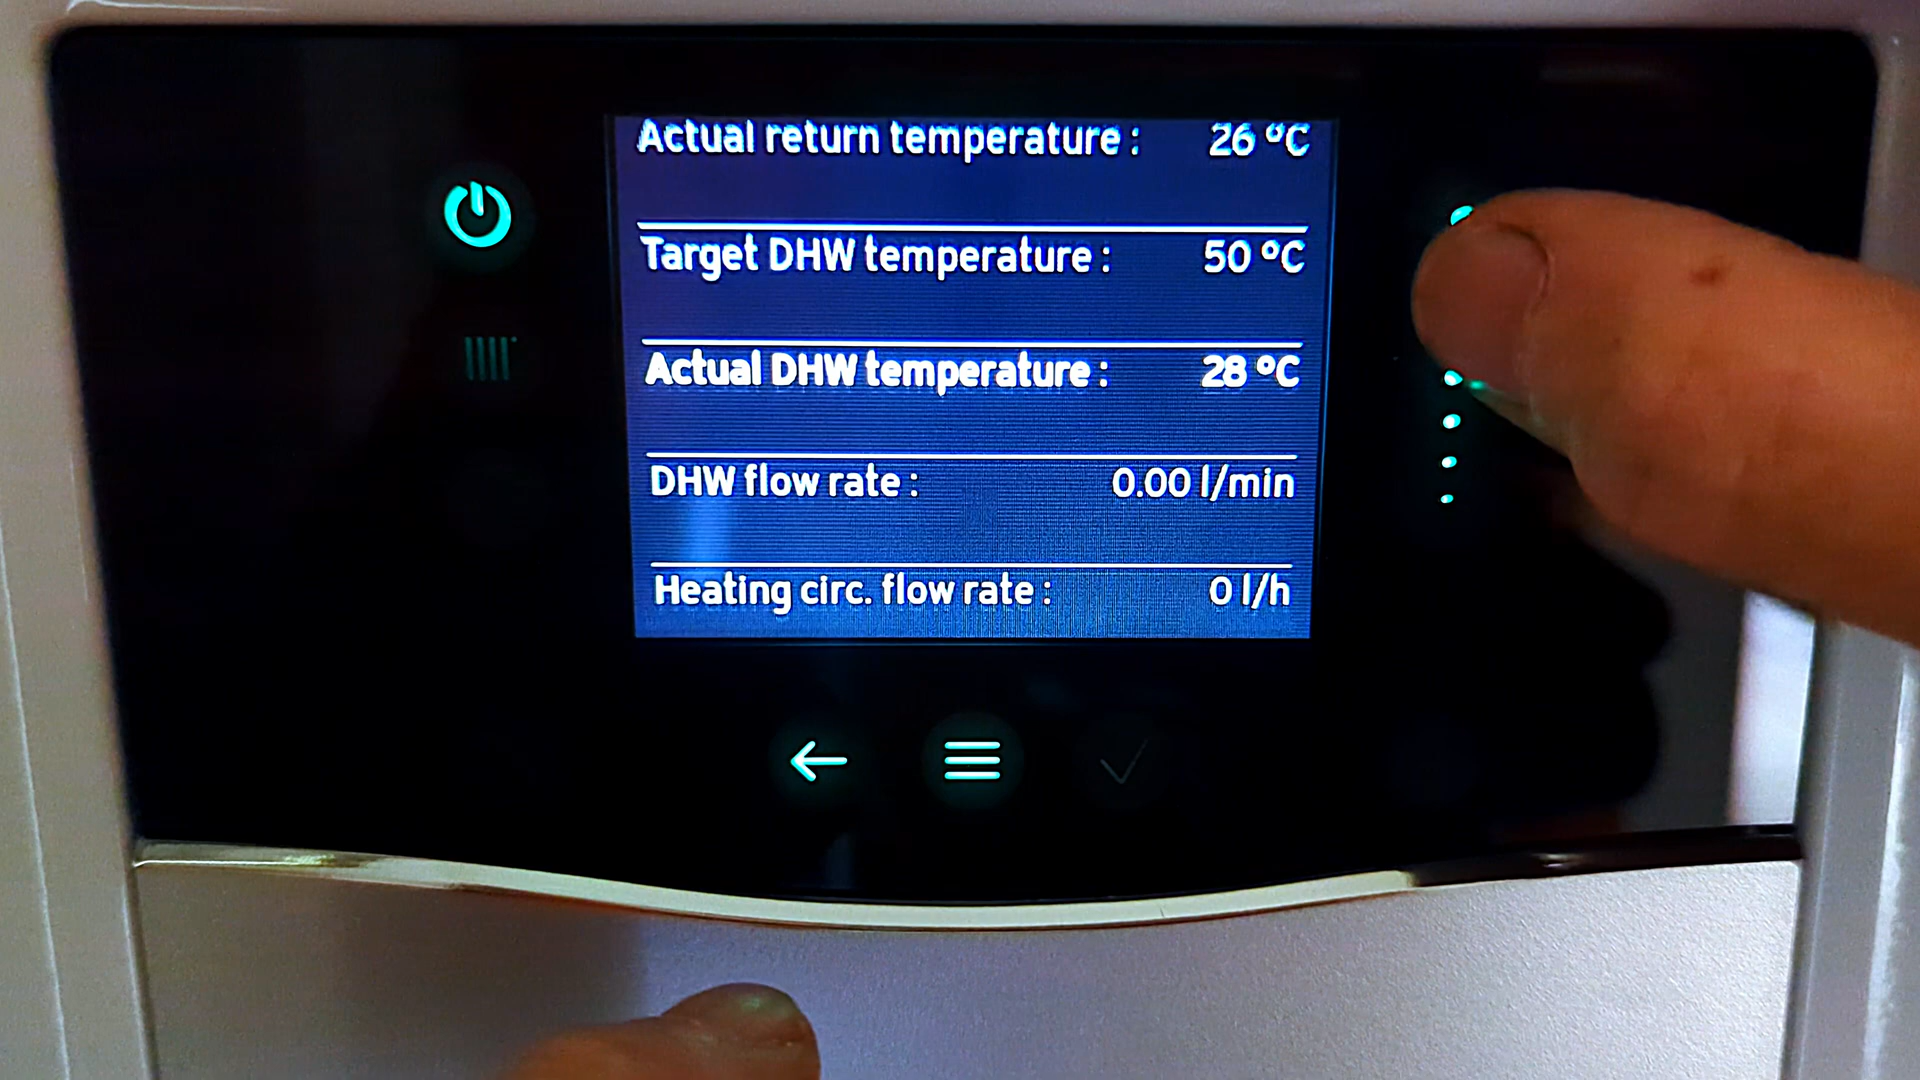 Actual return temperature : 26 °C
Target DHW temperature : 50 °C
Actual DHW temperature : 28 °C
DHW flow rate : 0.00 l/min
Heating circ. flow rate : 0 l/h